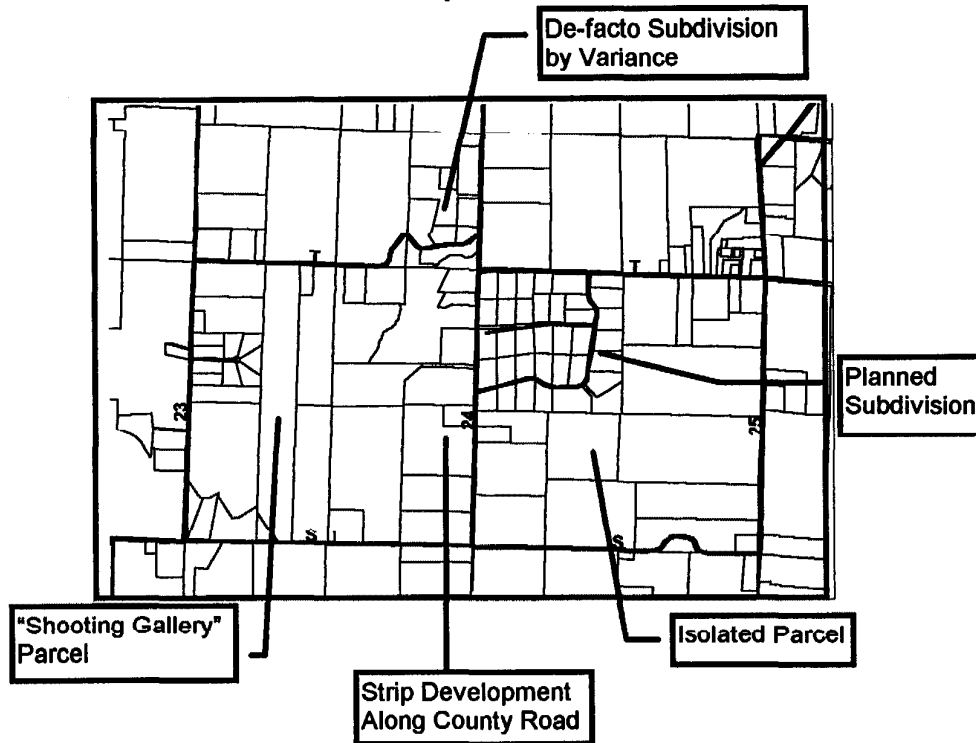 De-facto Subdivision
by Variance
T
T
23
24
25
Planned
Subdivision
S
S
"Shooting Gallery"
Parcel
Isolated Parcel
Strip Development
Along County Road